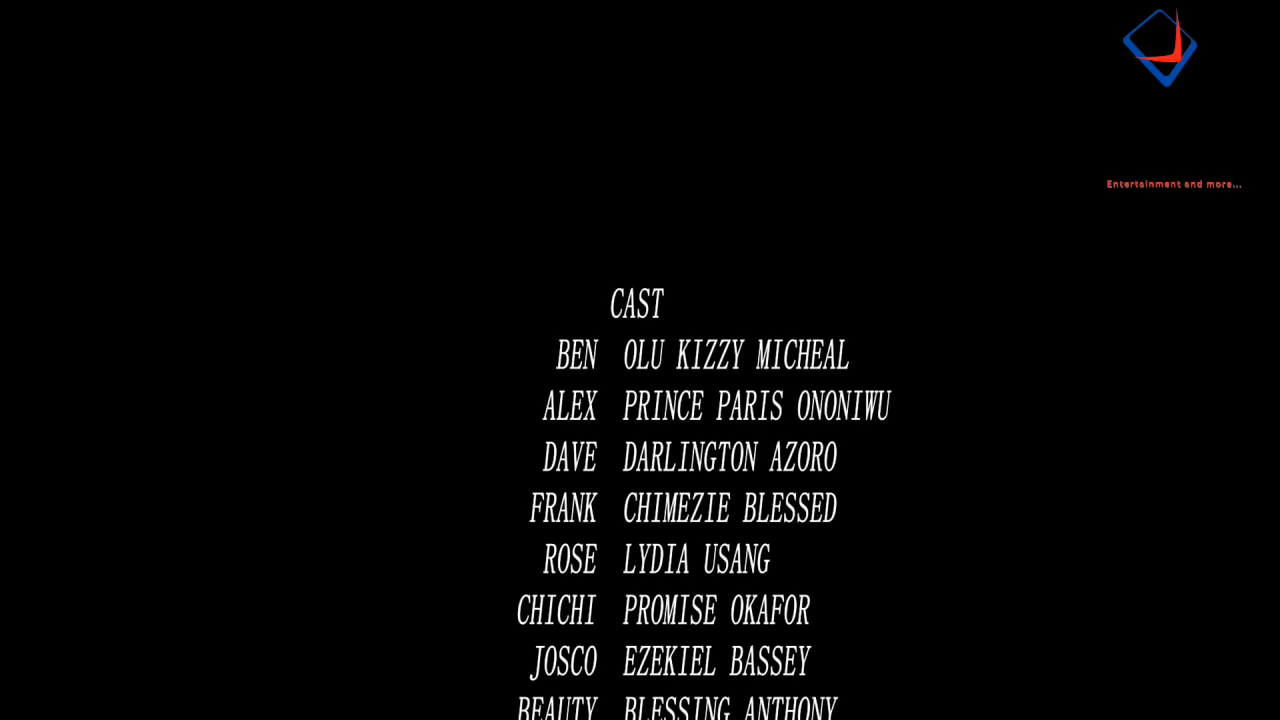 Entertainment and more...
CAST
BEN OLU KIZZY MICHEAL
ALEX PRINCE PARIS ONONIWU
DAVE DARLINGTON AZORO
FRANK CHIMEZIE BLESSED
ROSE LYDIA USANG
CHICHI PROMISE OKAFOR
JOSCO EZEKIEL BASSEY
BEAUTY BLESSING ANTHONY